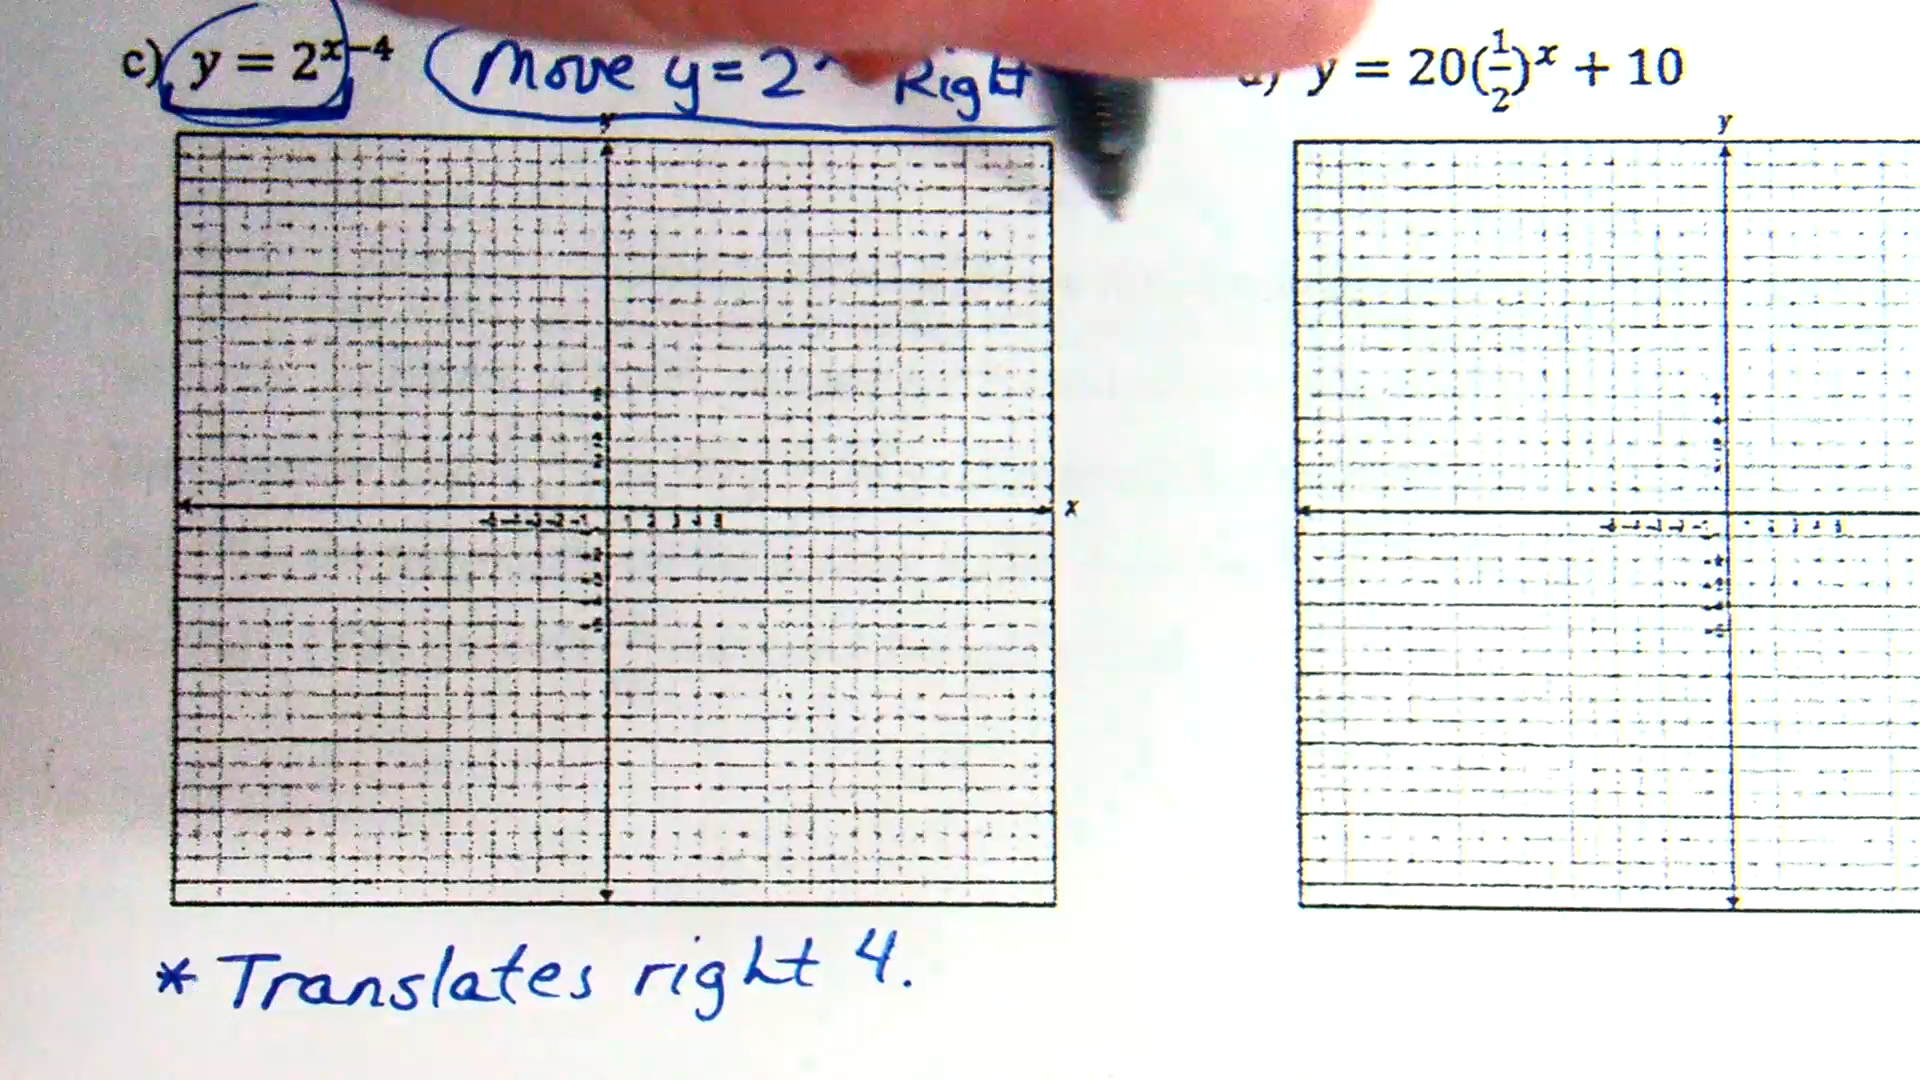 c) y = 2^{x-4} Move y=2 Right
y = 20(1/2)^x + 10
y
y
x
* Translates right 4.